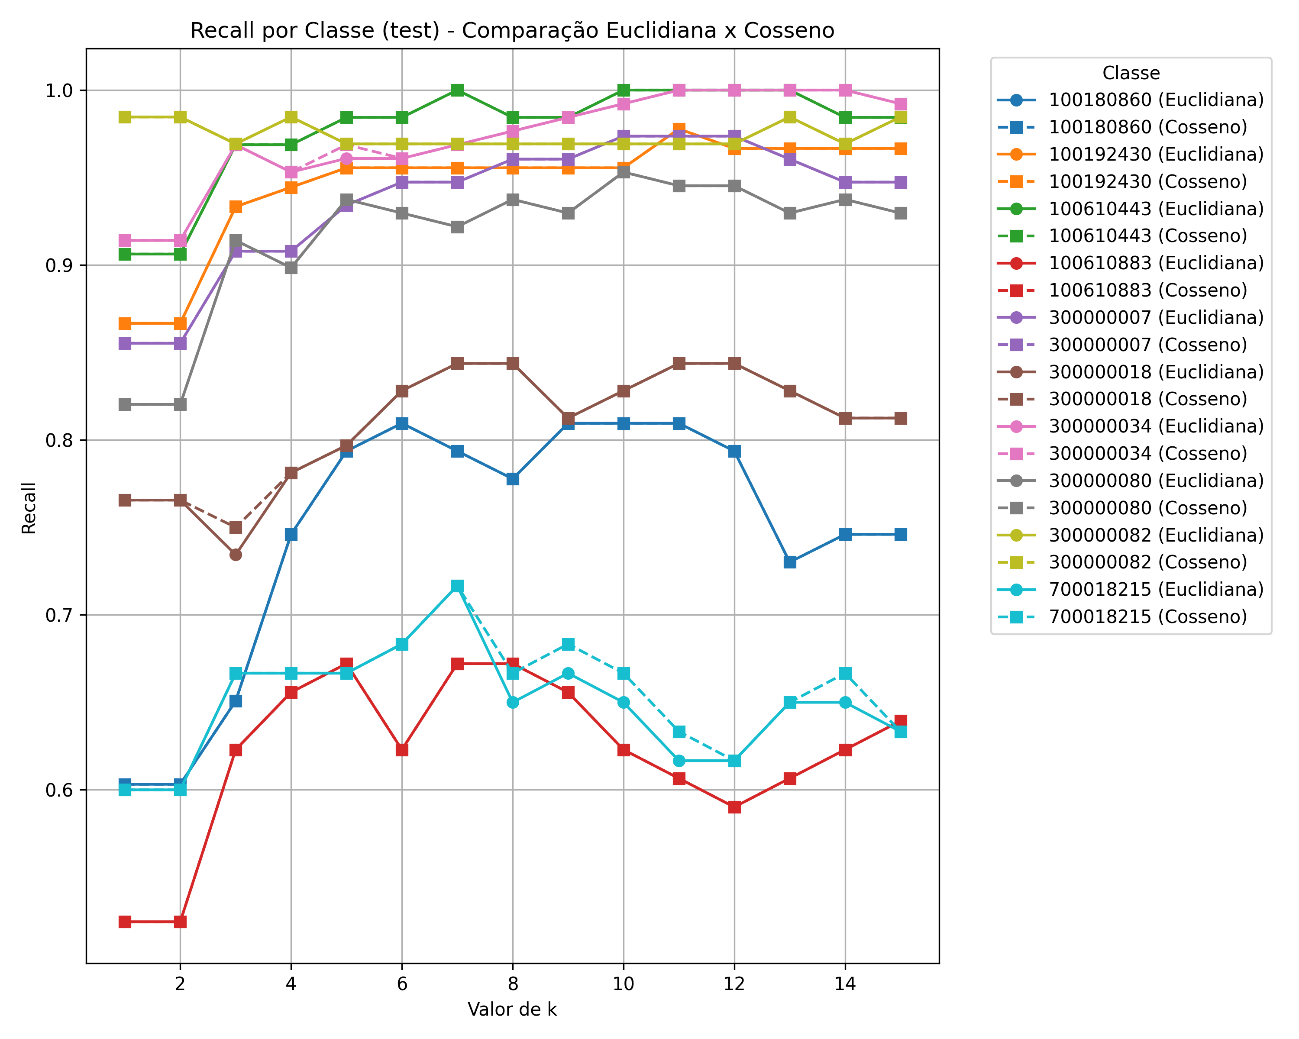 Recall por Classe (test) - Comparação Euclidiana x Cosseno
Classe
100180860 (Euclidiana)
100180860 (Cosseno)
100192430 (Euclidiana)
100192430 (Cosseno)
100610443 (Euclidiana)
100610443 (Cosseno)
100610883 (Euclidiana)
100610883 (Cosseno)
300000007 (Euclidiana)
300000007 (Cosseno)
300000018 (Euclidiana)
300000018 (Cosseno)
300000034 (Euclidiana)
300000034 (Cosseno)
300000080 (Euclidiana)
300000080 (Cosseno)
300000082 (Euclidiana)
300000082 (Cosseno)
700018215 (Euclidiana)
700018215 (Cosseno)
Recall
1.0
0.9
0.8
0.7
0.6
2 4 6 8 10 12 14
Valor de k